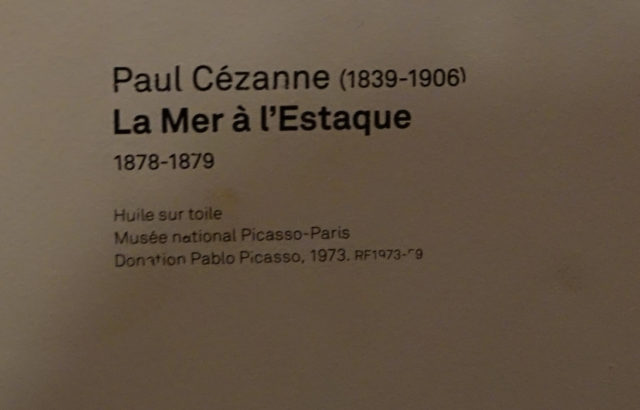 Paul Cézanne (1839-1906)
La Mer à l'Estaque
1878-1879
Huile sur toile
Musée national Picasso-Paris
Donation Pablo Picasso, 1973.